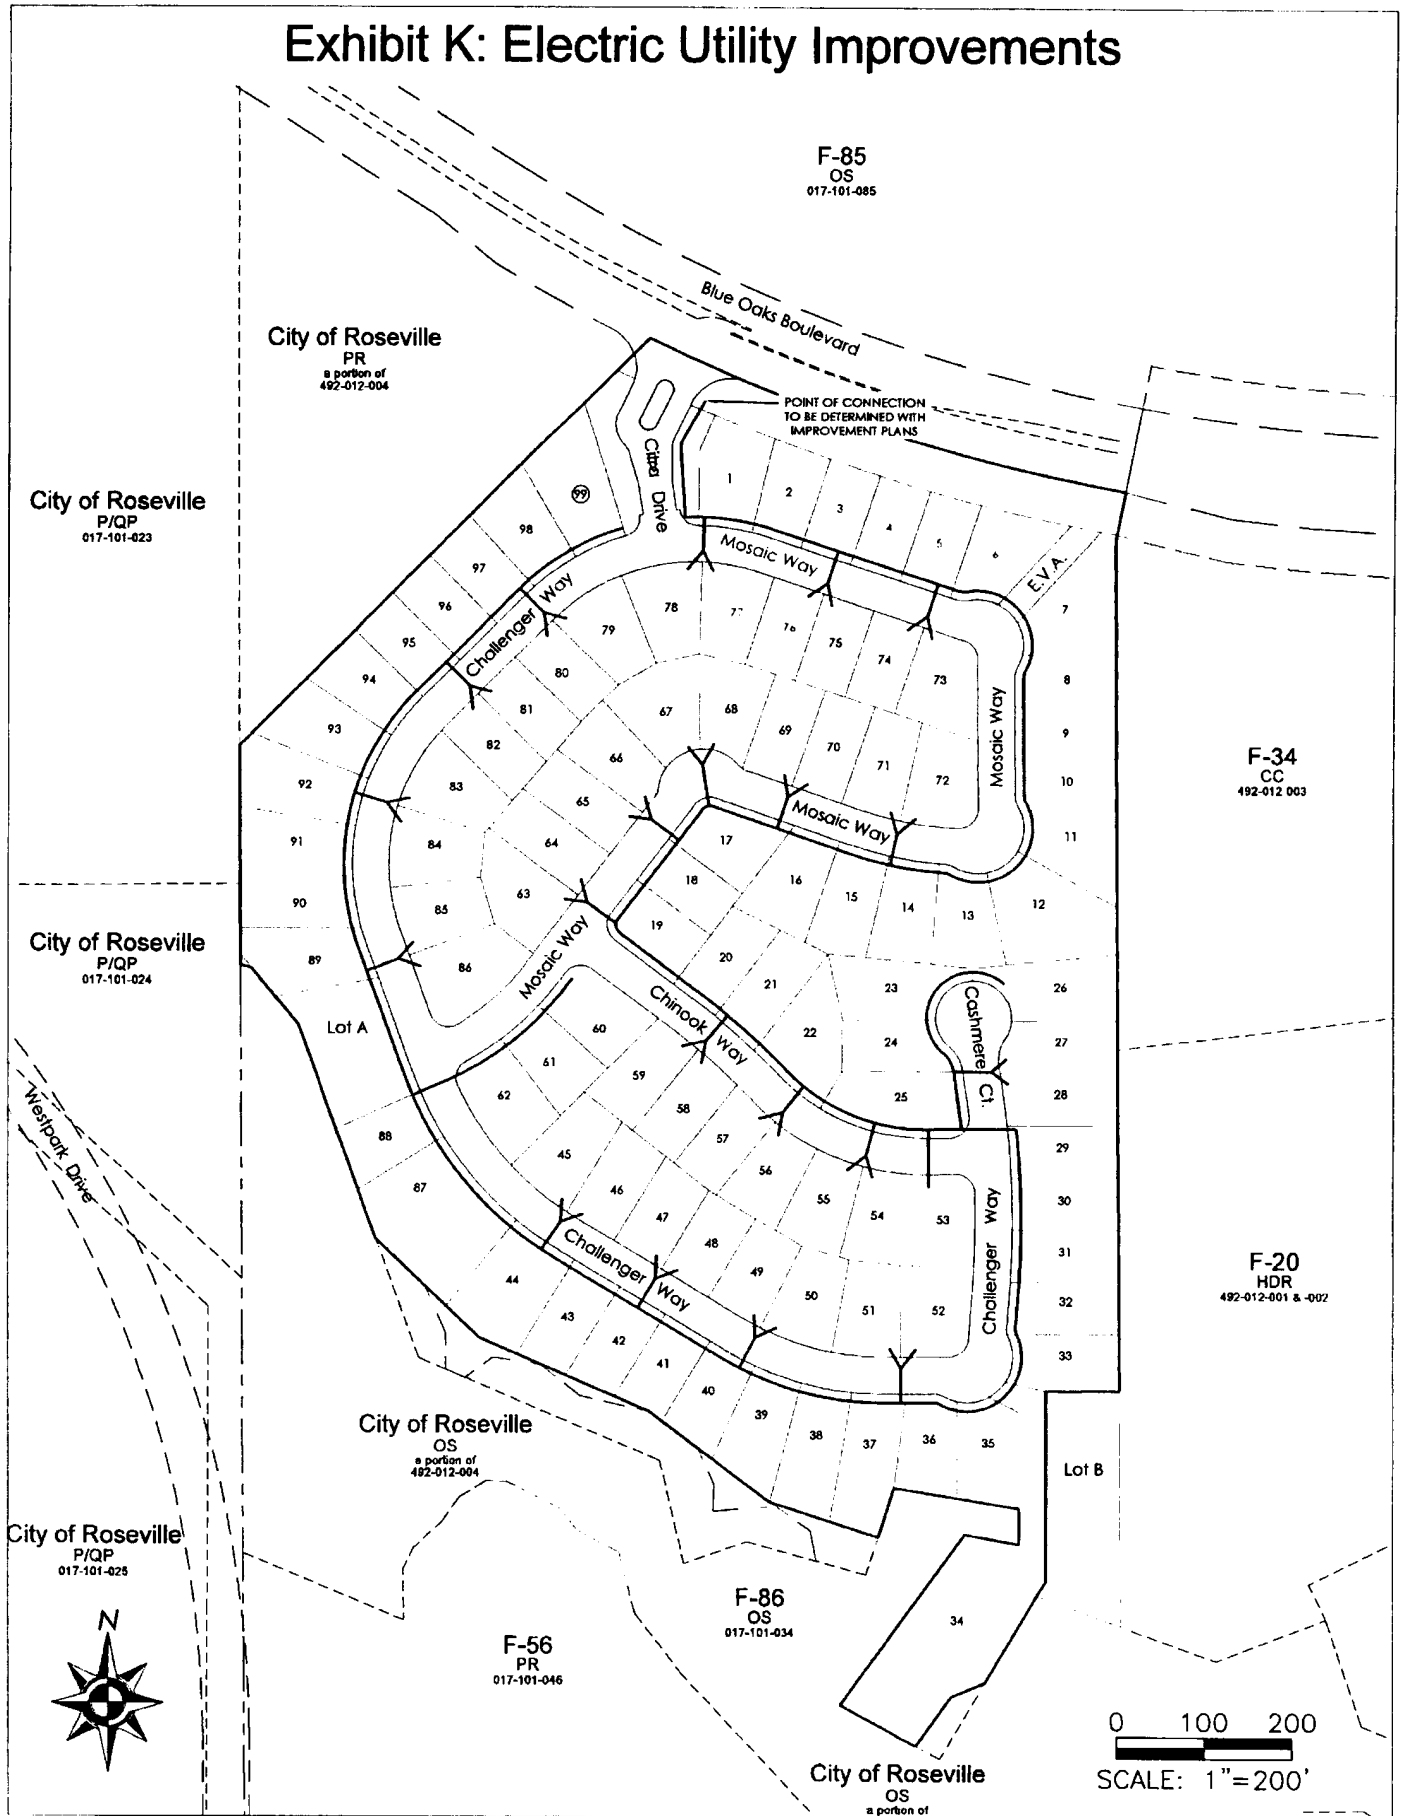 Exhibit K: Electric Utility Improvements
F-85
OS
017-101-085
Blue Oaks Boulevard
City of Roseville
PR
a portion of
492-012-004
POINT OF CONNECTION
TO BE DETERMINED WITH
IMPROVEMENT PLANS
Drive
City of Roseville
P/QP
017-101-023
99
98
97
96
95
94
93
92
91
90
89
1
2
3
4
5
6
E.V.A.
7
8
9
10
11
12
Mosaic Way
Challenger Way
78
77
76
75
74
73
79
80
81
82
83
84
85
86
67
68
69
70
71
72
66
65
64
63
Mosaic Way
Mosaic Way
F-34
CC
492-012 003
17
18
19
16
15
14
13
20
21
22
23
24
25
26
27
28
Cashmere Ct.
Mosaic Way
Chinook Way
City of Roseville
P/QP
017-101-024
Lot A
Westpark Drive
60
61
62
59
58
57
56
55
54
53
88
87
45
46
47
48
49
50
51
52
29
30
31
32
33
Challenger Way
Challenger Way
44
43
42
41
40
39
38
37
36
35
F-20
HDR
492-012-001 & -002
Lot B
City of Roseville
OS
a portion of
492-012-004
City of Roseville
P/QP
017-101-025
F-86
OS
017-101-034
34
F-56
PR
017-101-046
N
City of Roseville
OS
a portion of
0 100 200
SCALE: 1"=200'